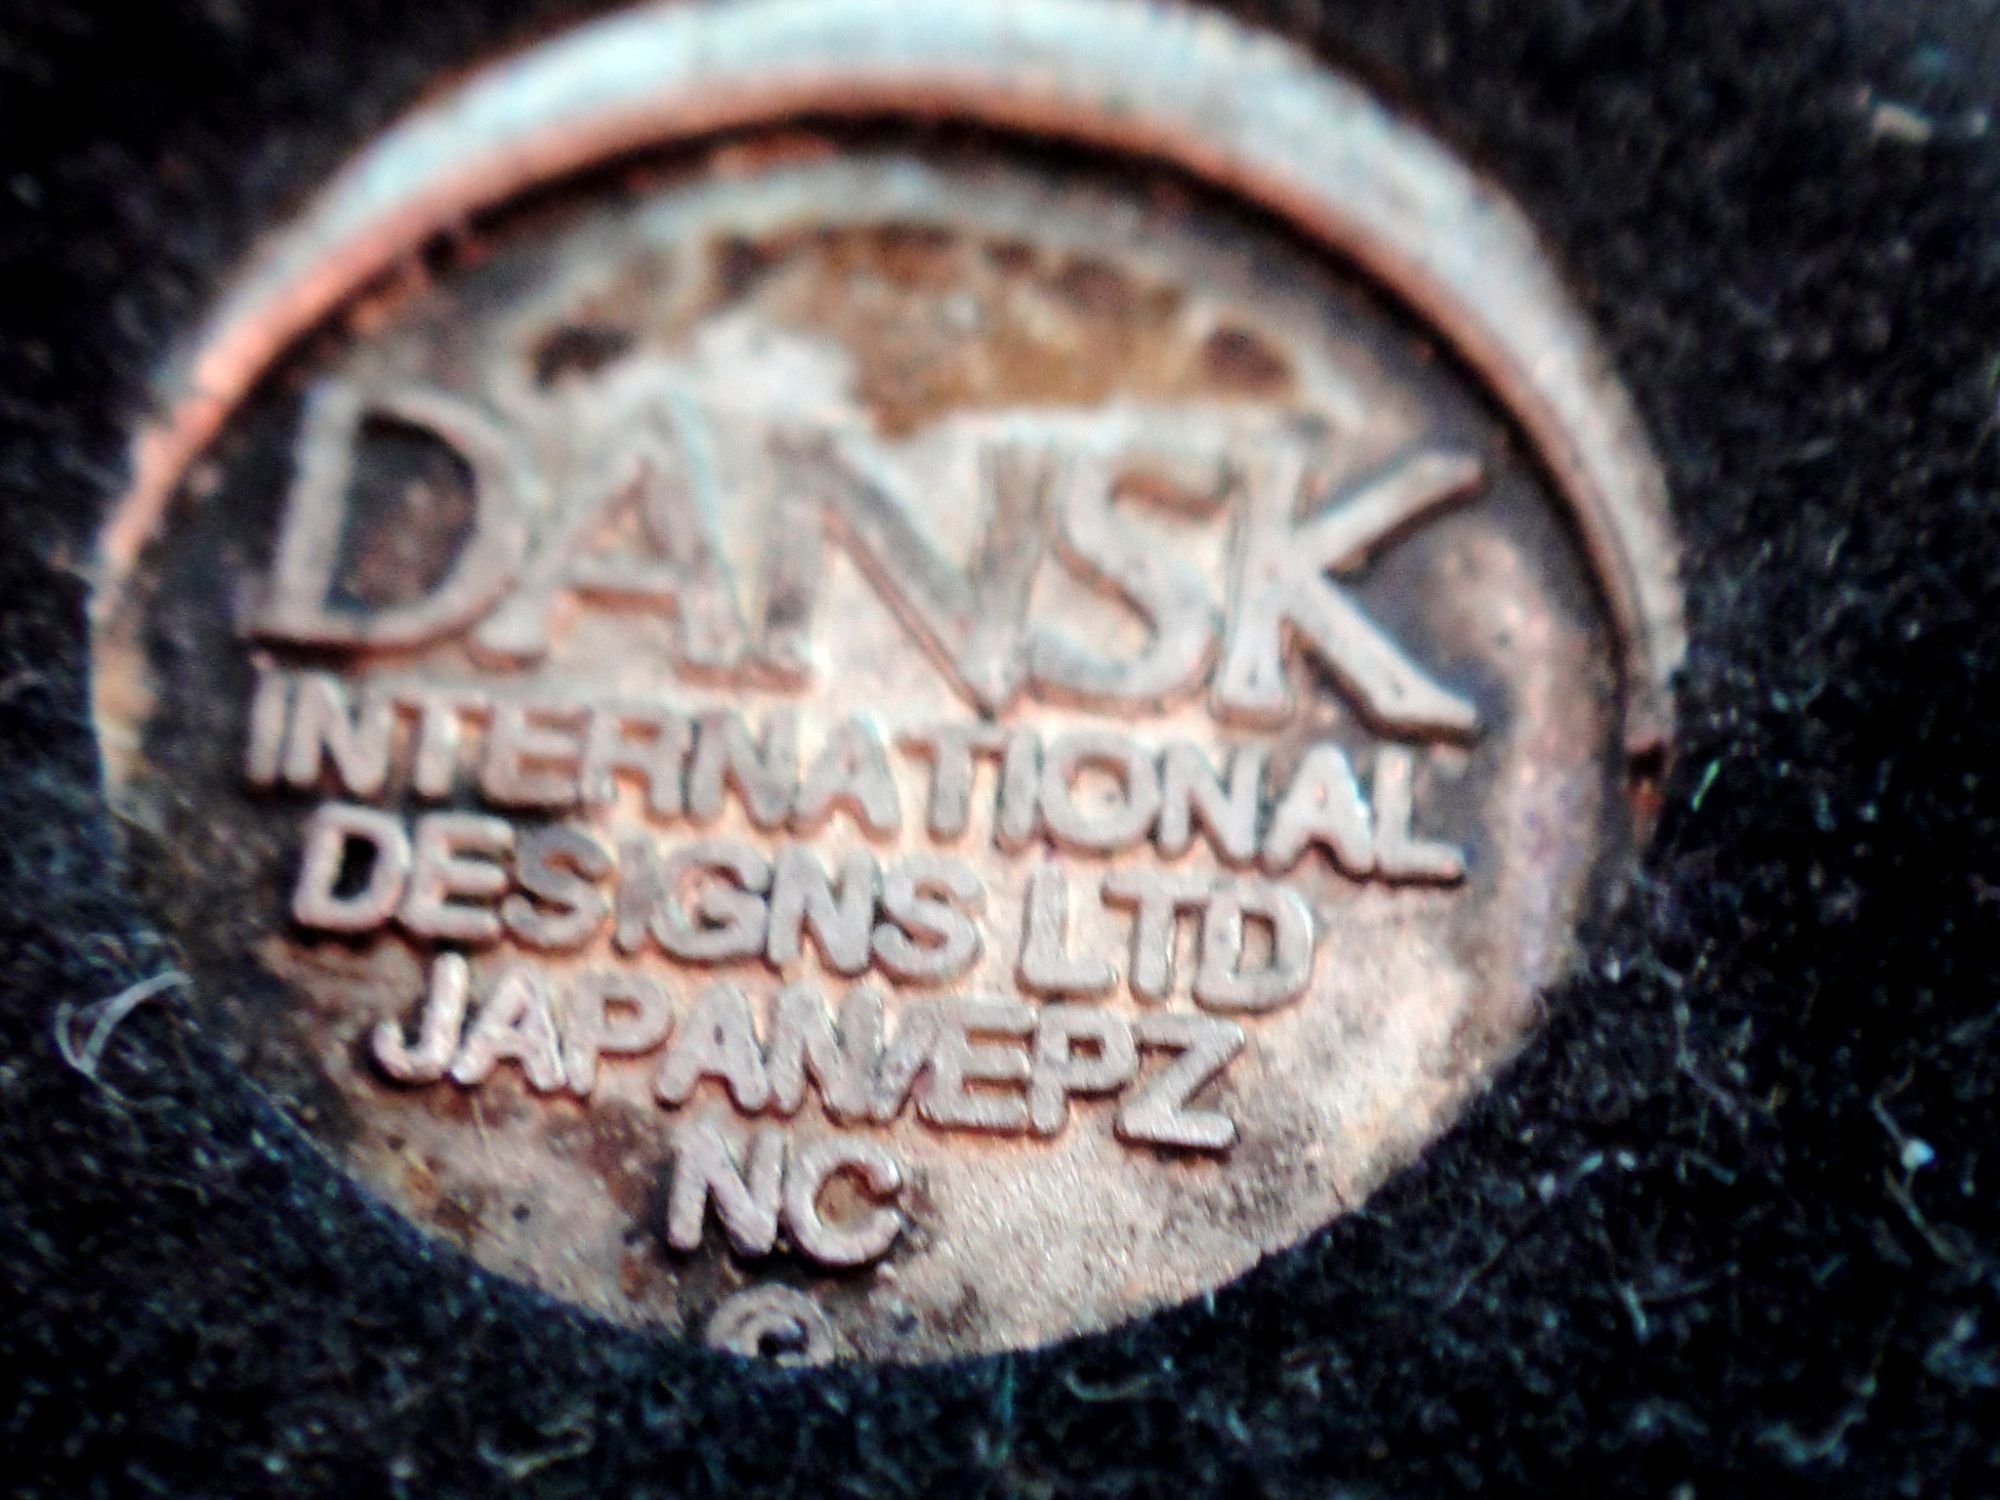 DANSK
INTERNATIONAL
DESIGNS LTD
JAPAN/EPZ
NC
©